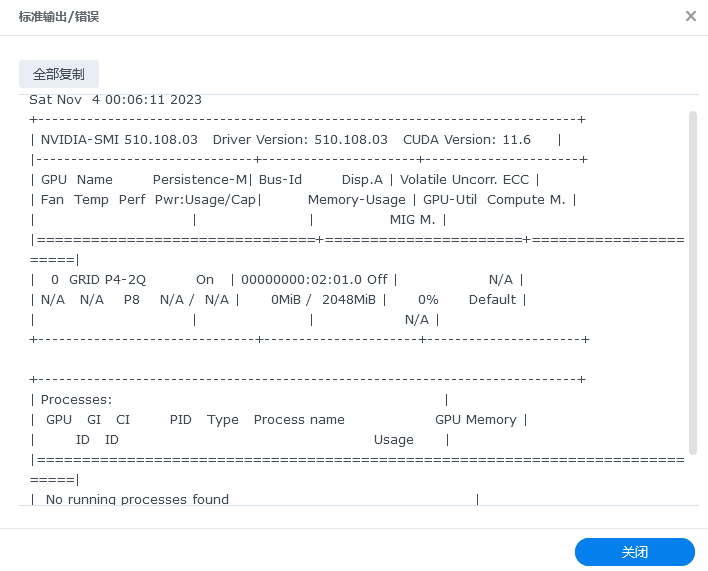 标准输出/错误
全部复制
Sat Nov  4 00:06:11 2023
+-----------------------------------------------------------------------------+
| NVIDIA-SMI 510.108.03   Driver Version: 510.108.03   CUDA Version: 11.6     |
|-------------------------------+----------------------+----------------------+
| GPU  Name        Persistence-M| Bus-Id        Disp.A | Volatile Uncorr. ECC |
| Fan  Temp  Perf  Pwr:Usage/Cap|         Memory-Usage | GPU-Util  Compute M. |
|                               |                      |               MIG M. |
|===============================+======================+=================
=====|
|   0  GRID P4-2Q          On   | 00000000:02:01.0 Off |                  N/A |
| N/A   N/A    P8    N/A /  N/A |      0MiB /  2048MiB |      0%      Default |
|                               |                      |                  N/A |
+-------------------------------+----------------------+----------------------+
+-----------------------------------------------------------------------------+
| Processes:                                                                  |
|  GPU   GI   CI        PID   Type   Process name                  GPU Memory |
|        ID   ID                                                   Usage      |
|========================================================================
=====|
|  No running processes found                                                 |
关闭